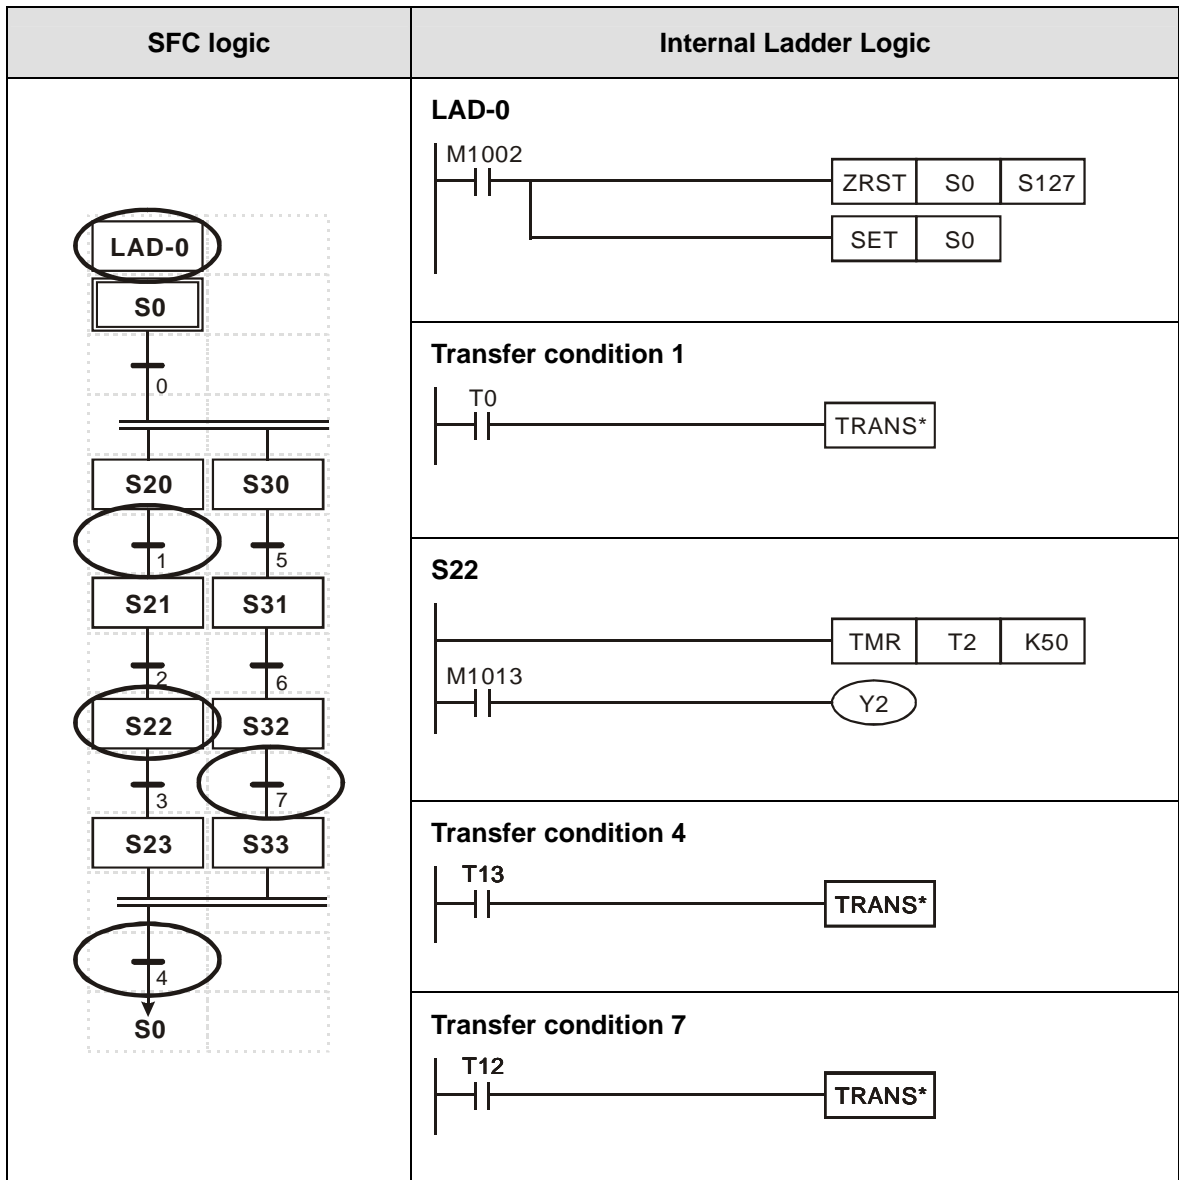 SFC logic
Internal Ladder Logic
LAD-0
S0
0
S20 S30
1 5
S21 S31
2 6
S22 S32
3 7
S23 S33
4
S0
LAD-0
M1002
ZRST S0 S127
SET S0
Transfer condition 1
T0
TRANS*
S22
TMR T2 K50
M1013
Y2
Transfer condition 4
T13
TRANS*
Transfer condition 7
T12
TRANS*